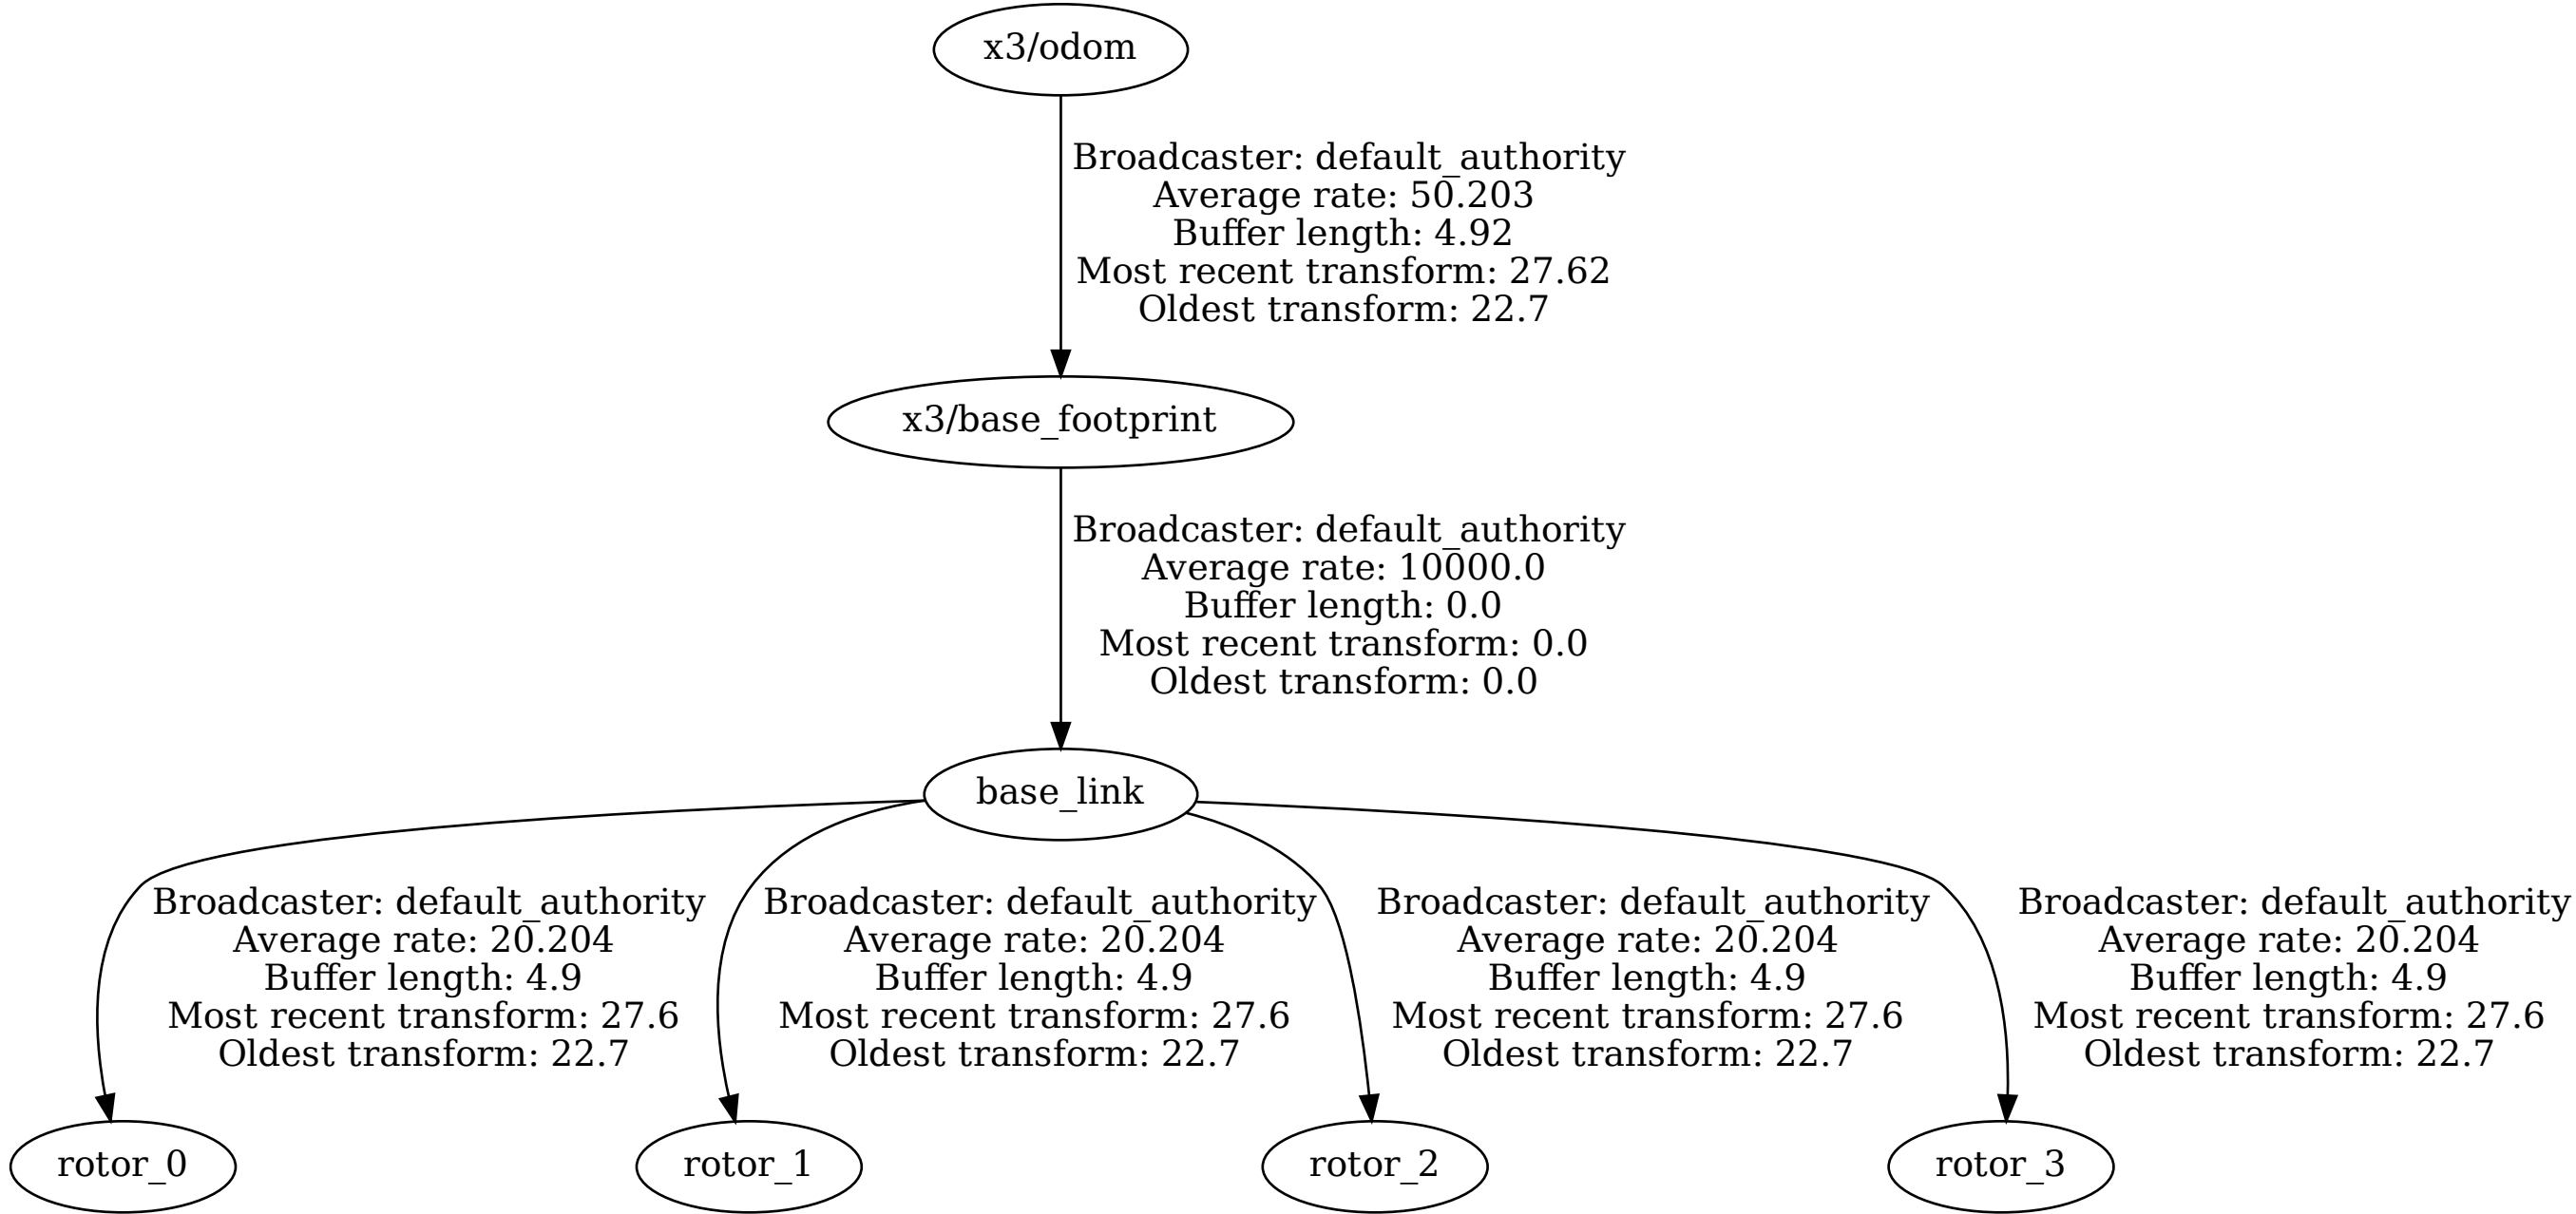 x3/odom
Broadcaster: default_authority
Average rate: 50.203
Buffer length: 4.92
Most recent transform: 27.62
Oldest transform: 22.7
x3/base_footprint
Broadcaster: default_authority
Average rate: 10000.0
Buffer length: 0.0
Most recent transform: 0.0
Oldest transform: 0.0
base_link
Broadcaster: default_authority
Average rate: 20.204
Buffer length: 4.9
Most recent transform: 27.6
Oldest transform: 22.7
Broadcaster: default_authority
Average rate: 20.204
Buffer length: 4.9
Most recent transform: 27.6
Oldest transform: 22.7
Broadcaster: default_authority
Average rate: 20.204
Buffer length: 4.9
Most recent transform: 27.6
Oldest transform: 22.7
Broadcaster: default_authority
Average rate: 20.204
Buffer length: 4.9
Most recent transform: 27.6
Oldest transform: 22.7
rotor_0
rotor_1
rotor_2
rotor_3